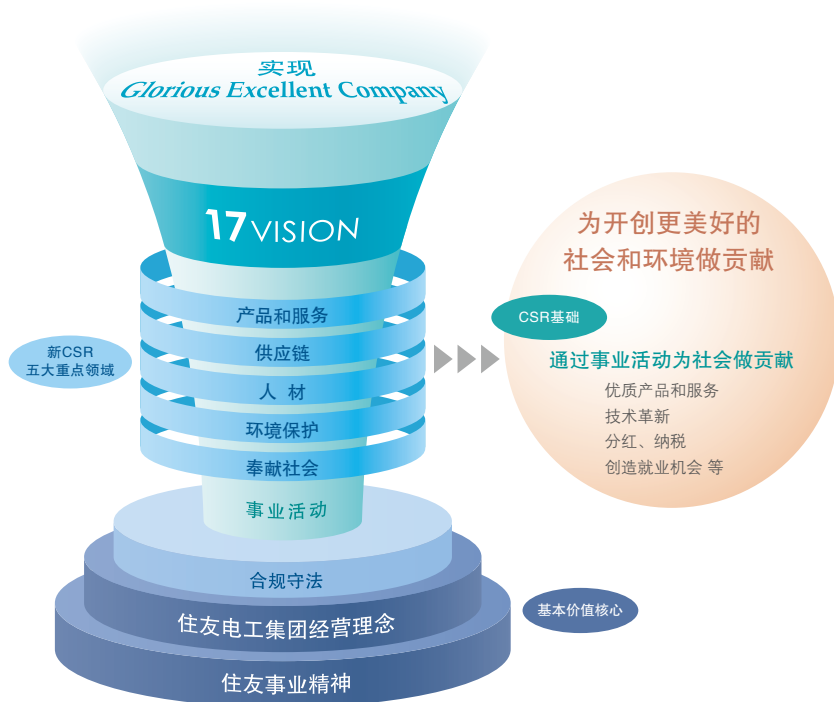 实现
Glorious Excellent Company
17 VISION
产品和服务
供应链
人 材
环境保护
奉献社会
事业活动
合规守法
住友电工集团经营理念
住友事业精神
新CSR
五大重点领域
为开创更美好的
社会和环境做贡献
CSR基础
通过事业活动为社会做贡献
优质产品和服务
技术革新
分红、纳税
创造就业机会 等
基本价值核心